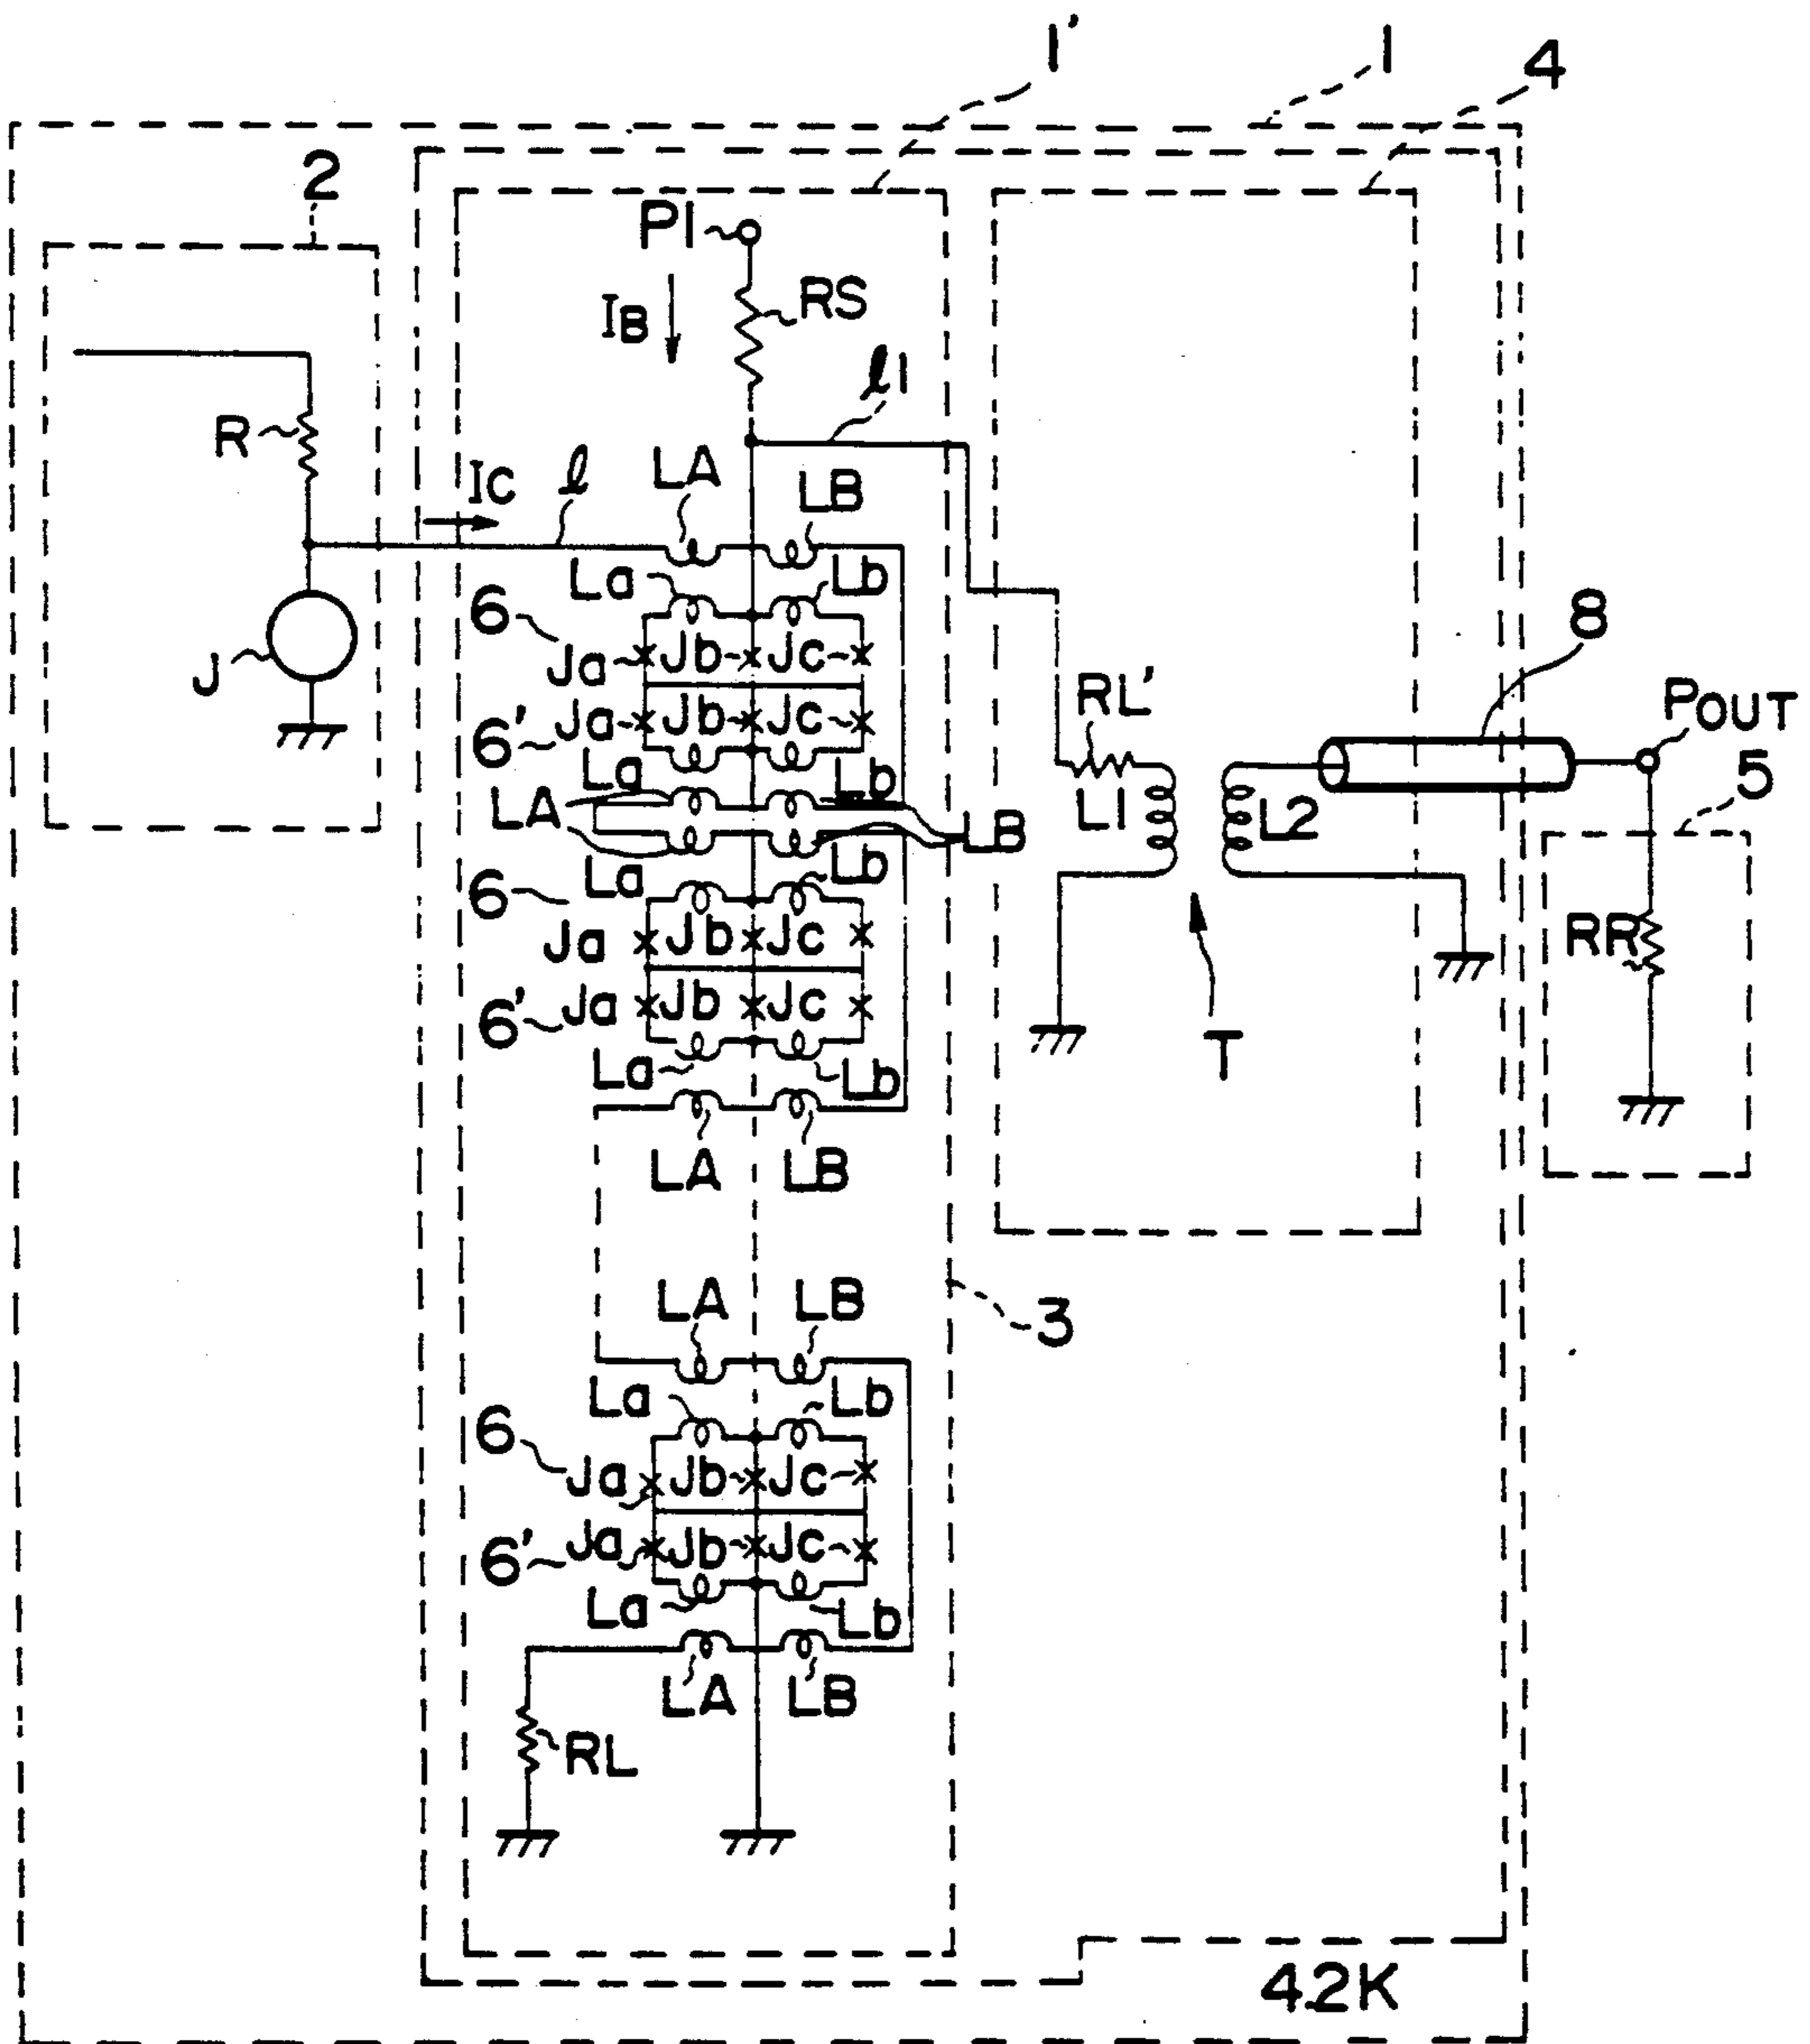 1' 1 4
2
P1
IB RS
ℓ1
R
IC ℓ LA LB
La Lb
6 8
Ja Jb Jc
J RL' POUT
6' Ja Jb Jc
La Lb 5
LA L1 L2
LB
La Lb
6
Ja Jb Jc RR
6' Ja Jb Jc
T
La Lb
LA LB
LA LB
3
La Lb
6
Ja Jb Jc
6' Ja Jb Jc
La Lb
LA LB
RL
4.2K